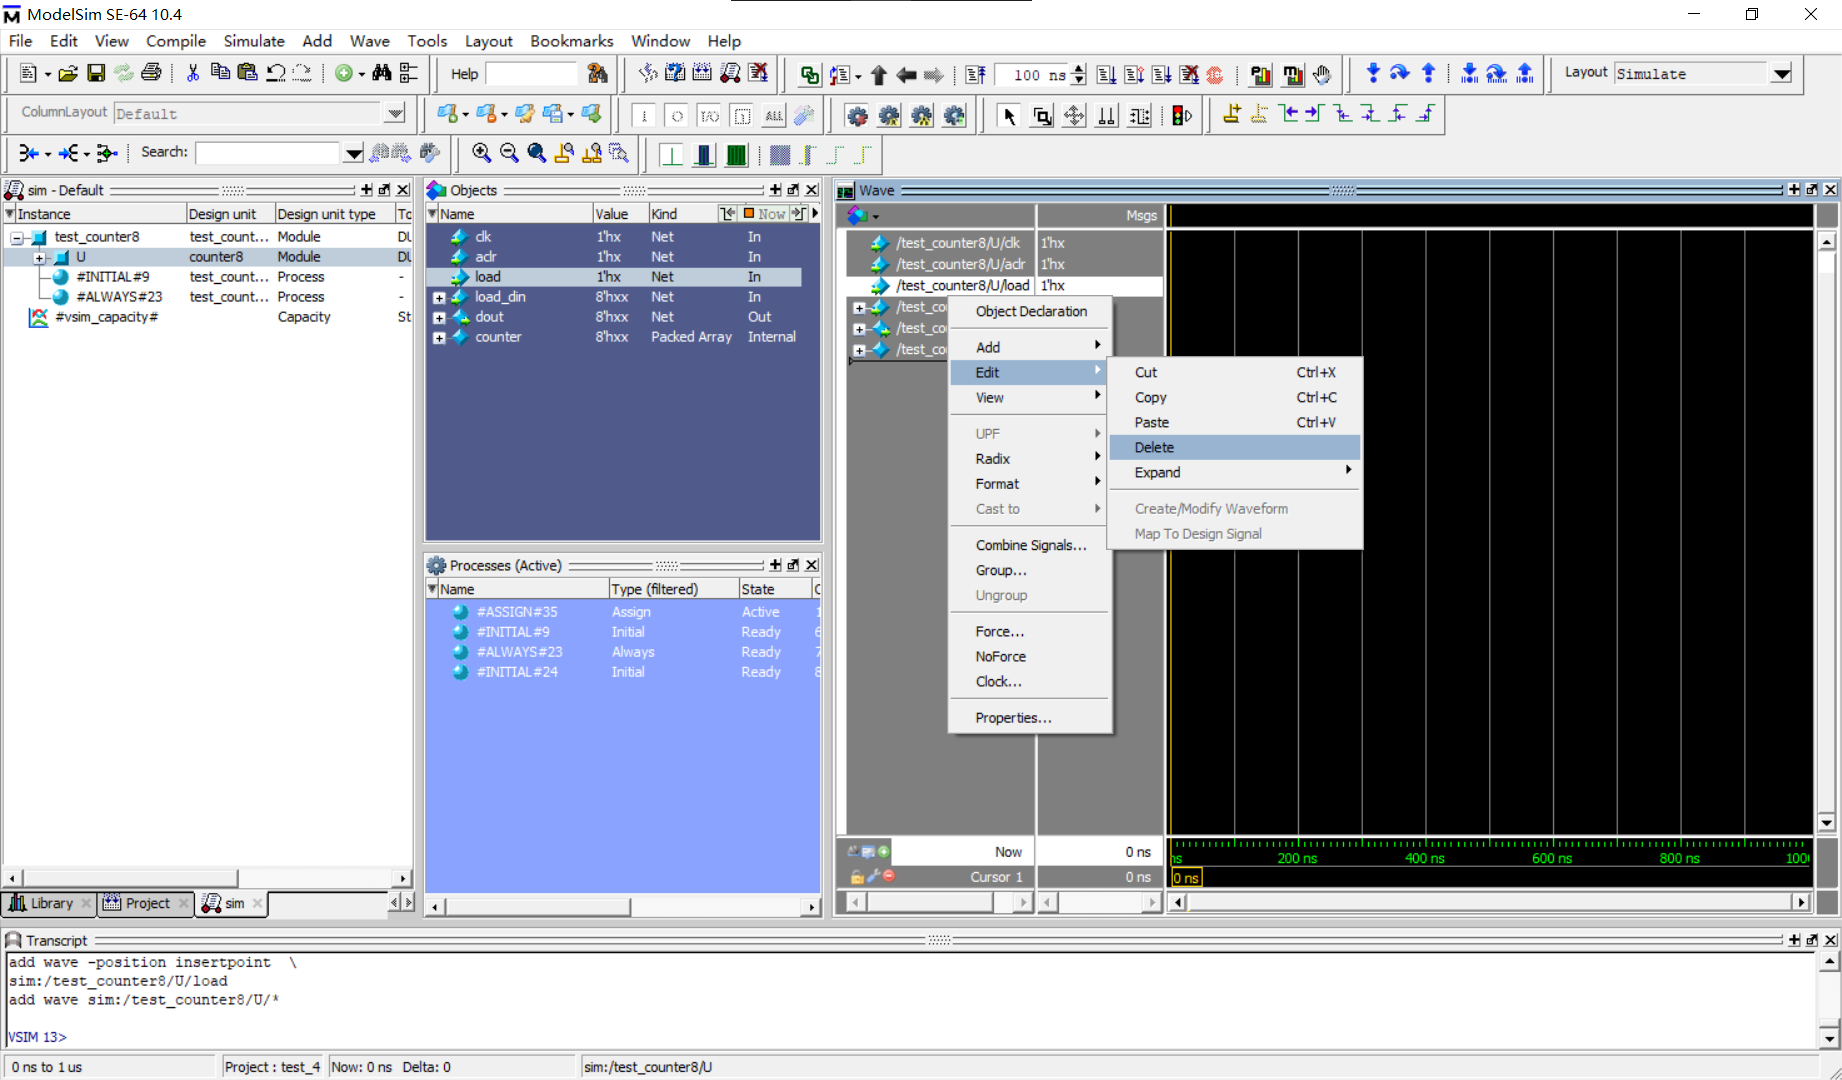 ModelSim SE-64 10.4
File Edit View Compile Simulate Add Wave Tools Layout Bookmarks Window Help
Help 100 ns Layout Simulate
ColumnLayout Default ALL
Search:
sim - Default
Instance Design unit Design unit type
test_counter8 test_count... Module
U counter8 Module
#INITIAL#9 test_count... Process -
#ALWAYS#23 test_count... Process -
#vsim_capacity# Capacity
Library Project sim
Objects
Name Value Kind Now
clk 1'hx Net In
aclr 1'hx Net In
load 1'hx Net In
load_din 8'hxx Net In
dout 8'hxx Net Out
counter 8'hxx Packed Array Internal
Processes (Active)
Name Type (filtered) State
#ASSIGN#35 Assign Active
#INITIAL#9 Initial Ready
#ALWAYS#23 Always Ready
#INITIAL#24 Initial Ready
Wave
Msgs
/test_counter8/U/clk 1'hx
/test_counter8/U/aclr 1'hx
/test_counter8/U/load 1'hx
/test_co
/test_co
/test_co
Object Declaration
Add
Edit
View
UPF
Radix
Format
Cast to
Combine Signals...
Group...
Ungroup
Force...
NoForce
Clock...
Properties...
Cut Ctrl+X
Copy Ctrl+C
Paste Ctrl+V
Delete
Expand
Create/Modify Waveform
Map To Design Signal
Now 0 ns
Cursor 1 0 ns
ns 200 ns 400 ns 600 ns 800 ns 100
0 ns
Transcript
add wave -position insertpoint \
sim:/test_counter8/U/load
add wave sim:/test_counter8/U/*
VSIM 13>
0 ns to 1 us Project : test_4 Now: 0 ns Delta: 0 sim:/test_counter8/U